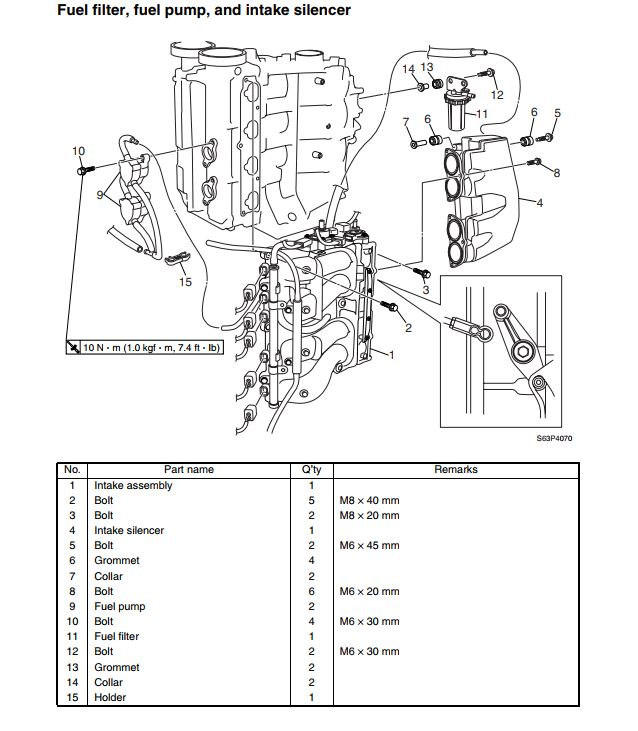 Fuel filter, fuel pump, and intake silencer
14 13
12
11
10
7
6
6
5
8
9
4
15
3
2
10 N · m (1.0 kgf · m, 7.4 ft · lb)
1
S63P4070
No. Part name Q'ty Remarks
1 Intake assembly 1
2 Bolt 5 M8 × 40 mm
3 Bolt 2 M8 × 20 mm
4 Intake silencer 1
5 Bolt 2 M6 × 45 mm
6 Grommet 4
7 Collar 2
8 Bolt 6 M6 × 20 mm
9 Fuel pump 2
10 Bolt 4 M6 × 30 mm
11 Fuel filter 1
12 Bolt 2 M6 × 30 mm
13 Grommet 2
14 Collar 2
15 Holder 1